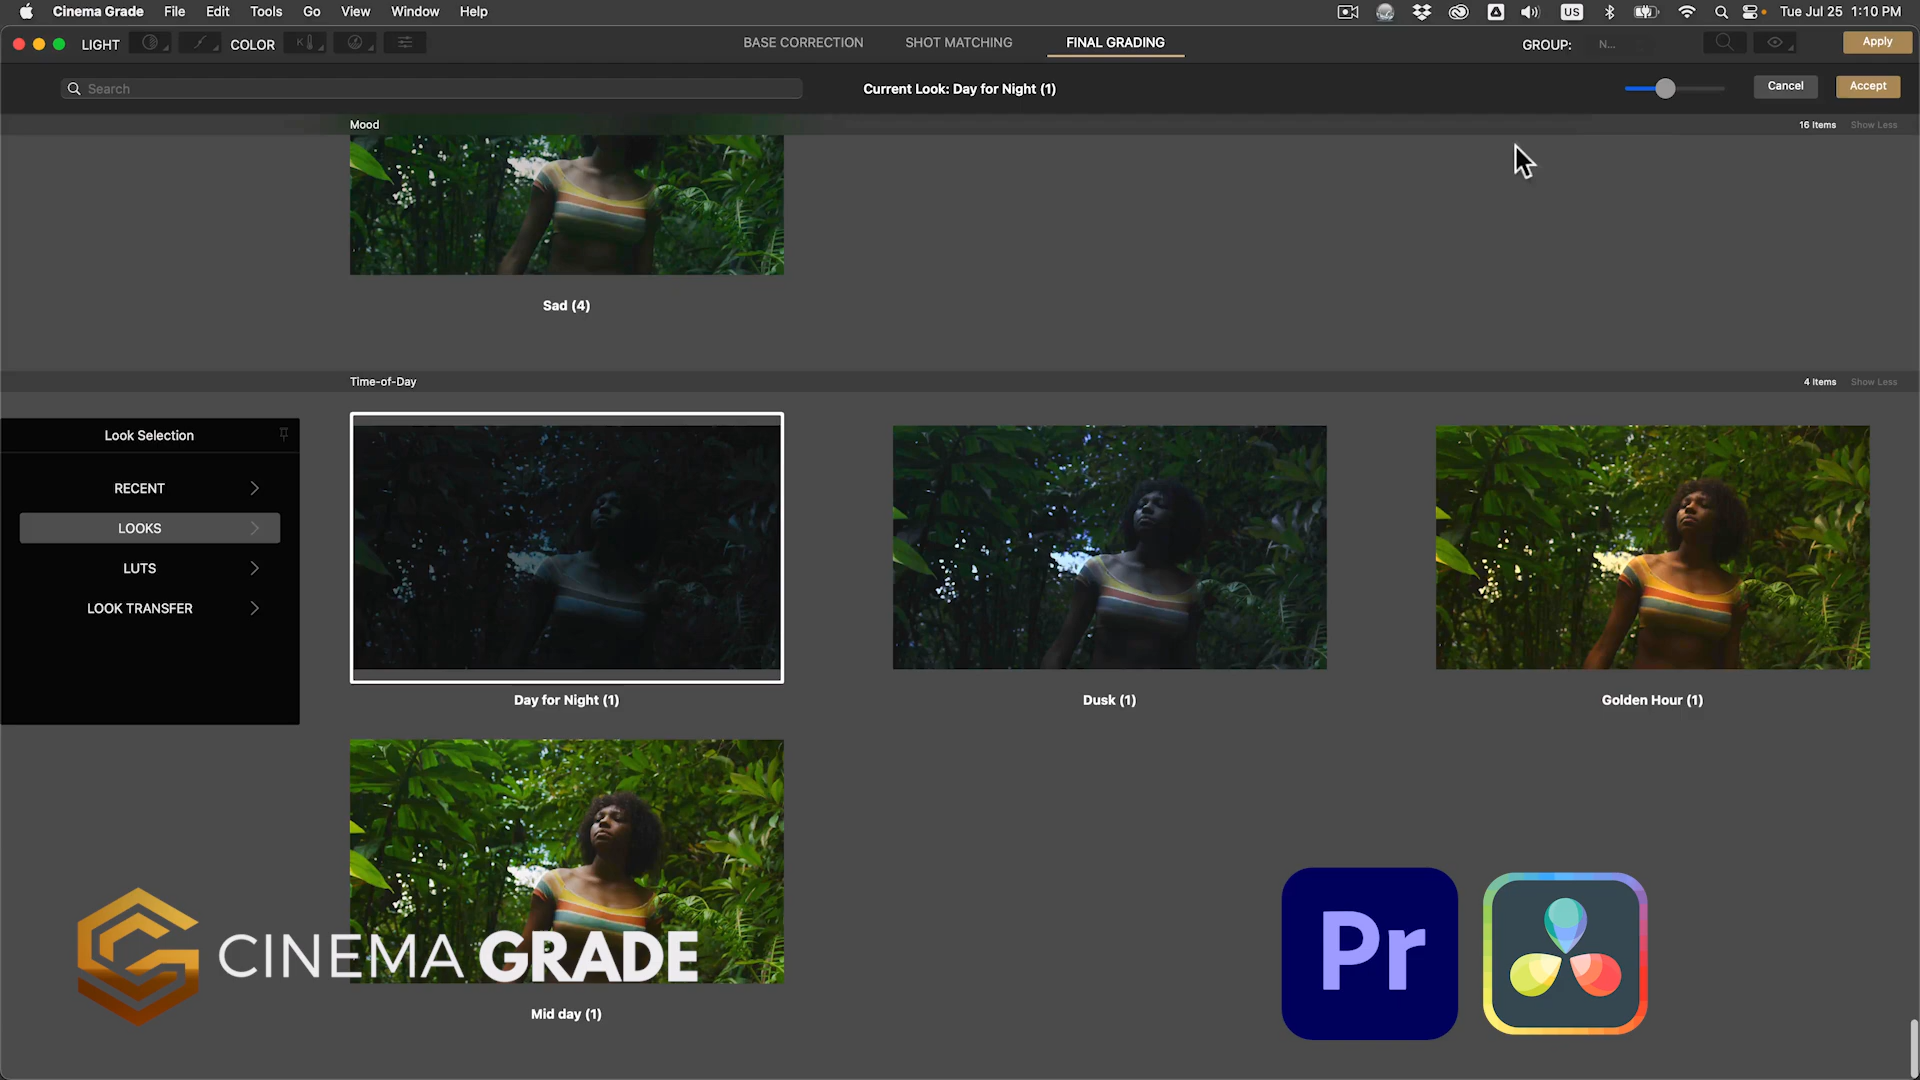 Cinema Grade File Edit Tools Go View Window Help
US
Tue Jul 25 1:10 PM
LIGHT COLOR
BASE CORRECTION SHOT MATCHING FINAL GRADING
GROUP: N...
Apply
Search
Current Look: Day for Night (1)
Cancel Accept
Mood
16 Items Show Less
Sad (4)
Time-of-Day
4 Items Show Less
Look Selection
RECENT
LOOKS
LUTS
LOOK TRANSFER
Day for Night (1)
Dusk (1)
Golden Hour (1)
CINEMA GRADE
Pr
Mid day (1)